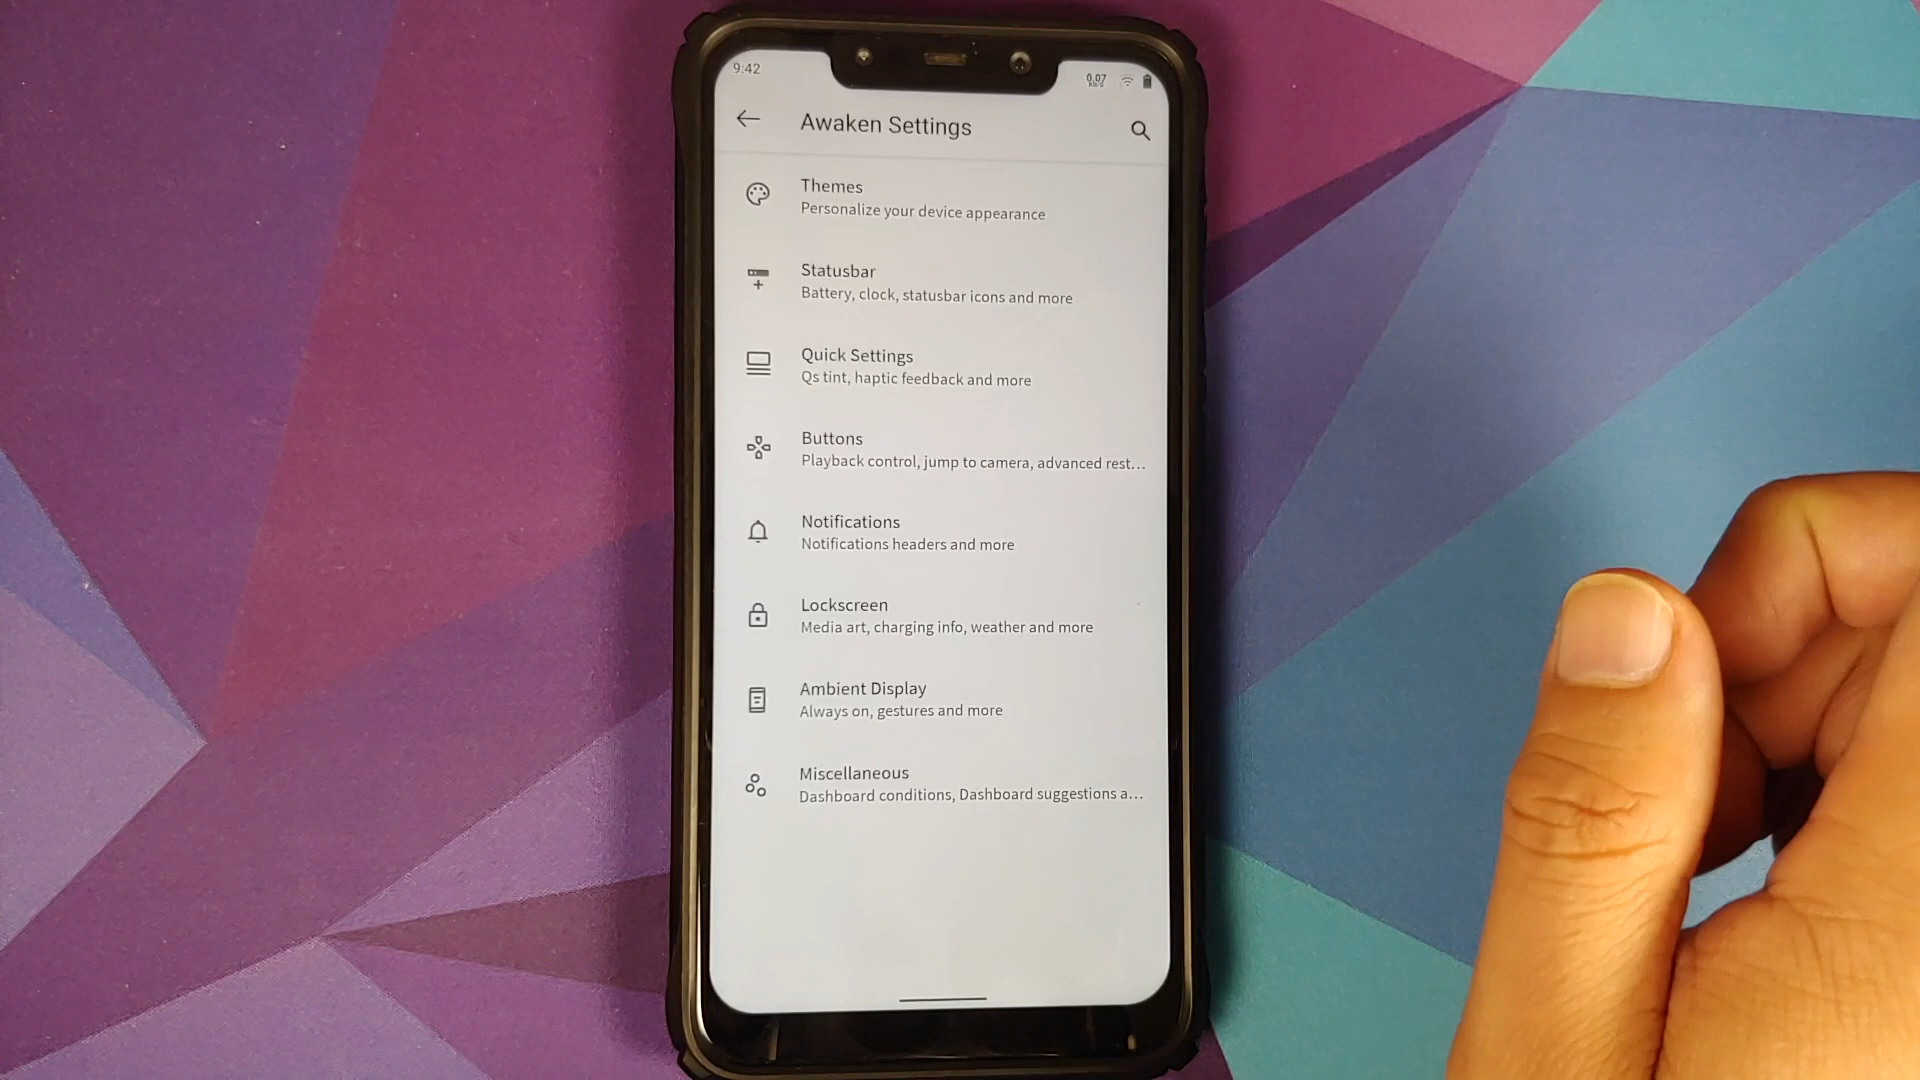 9:42
0.07
Awaken Settings
Themes
Personalize your device appearance
Statusbar
Battery, clock, statusbar icons and more
Quick Settings
Qs tint, haptic feedback and more
Buttons
Playback control, jump to camera, advanced rest...
Notifications
Notifications headers and more
Lockscreen
Media art, charging info, weather and more
Ambient Display
Always on, gestures and more
Miscellaneous
Dashboard conditions, Dashboard suggestions a...